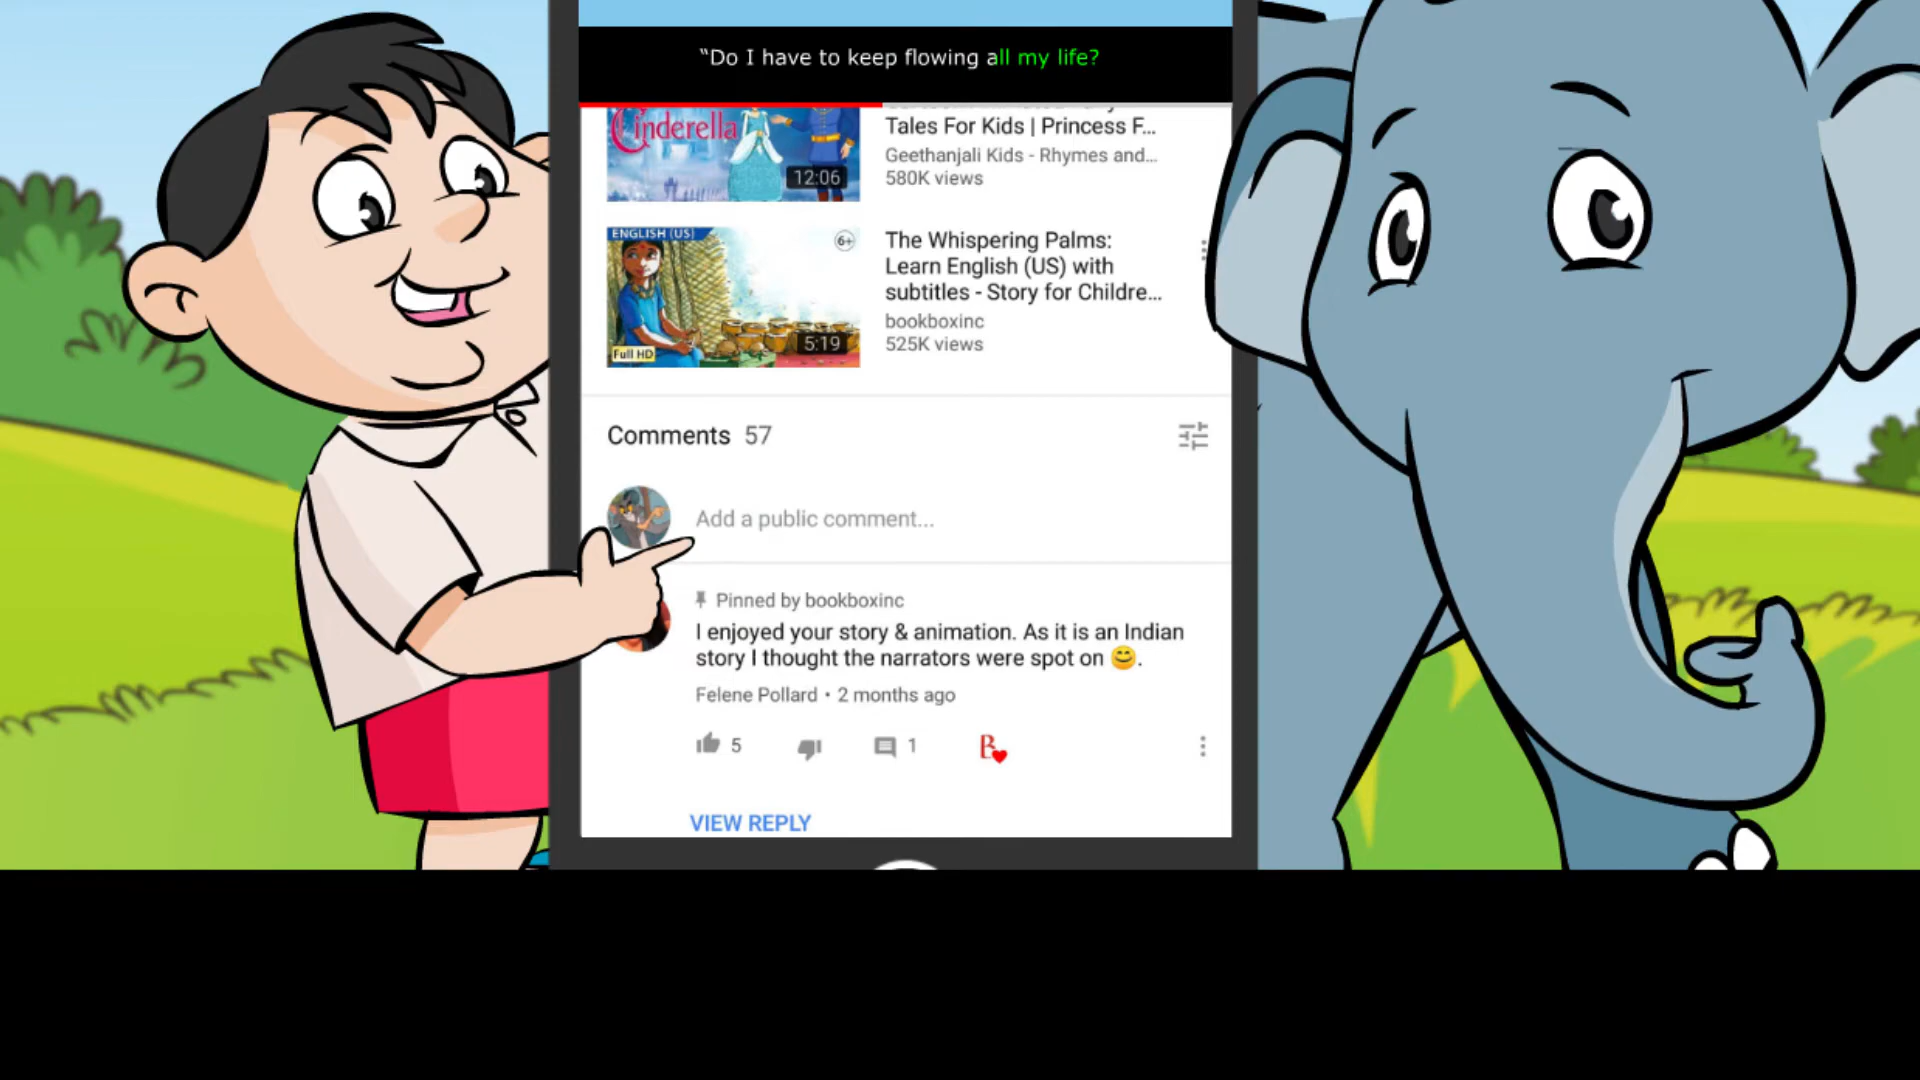 “Do I have to keep flowing all my life?
Cinderella
12:06
Tales For Kids | Princess F...
Geethanjali Kids - Rhymes and...
580K views
ENGLISH (US)
6+
Full HD
5:19
The Whispering Palms:
Learn English (US) with
subtitles - Story for Childre...
bookboxinc
525K views
Comments 57
Add a public comment...
Pinned by bookboxinc
I enjoyed your story & animation. As it is an Indian
story I thought the narrators were spot on 😊.
Felene Pollard • 2 months ago
5
1
B
VIEW REPLY